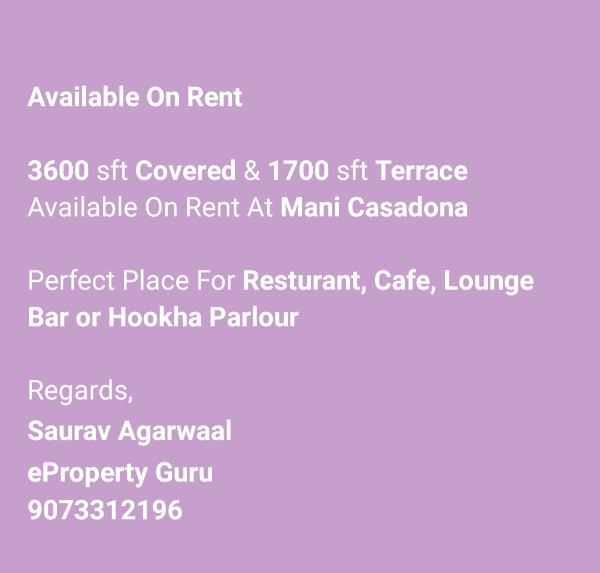 Available On Rent
3600 sft Covered & 1700 sft Terrace
Available On Rent At Mani Casadona
Perfect Place For Resturant, Cafe, Lounge
Bar or Hookha Parlour
Regards,
Saurav Agarwaal
eProperty Guru
9073312196